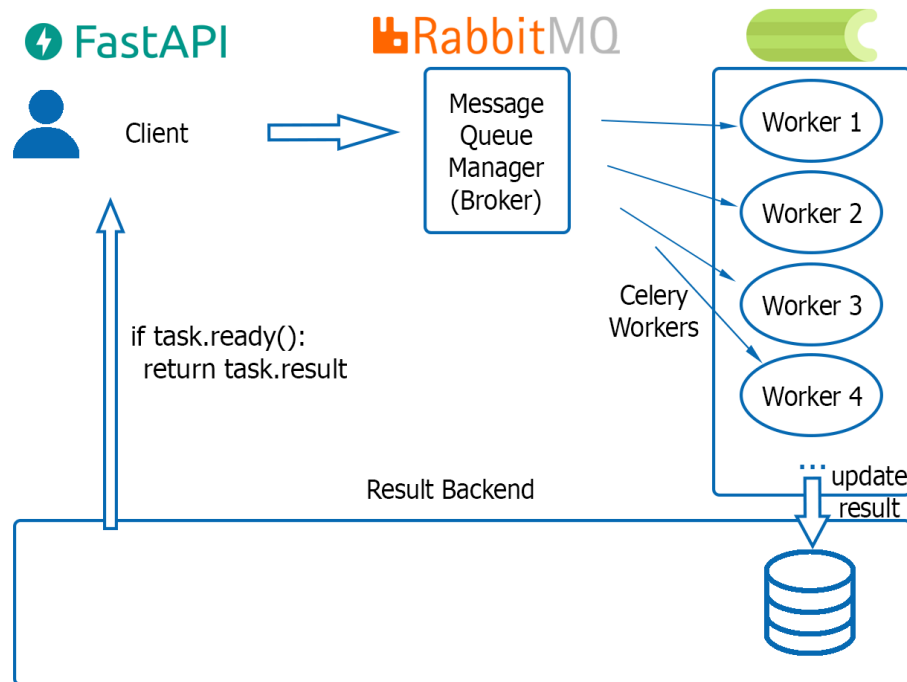 FastAPI
RabbitMQ
Client
Message
Queue
Manager
(Broker)
Worker 1
Worker 2
Worker 3
Worker 4
Celery
Workers
if task.ready():
return task.result
...
update
result
Result Backend